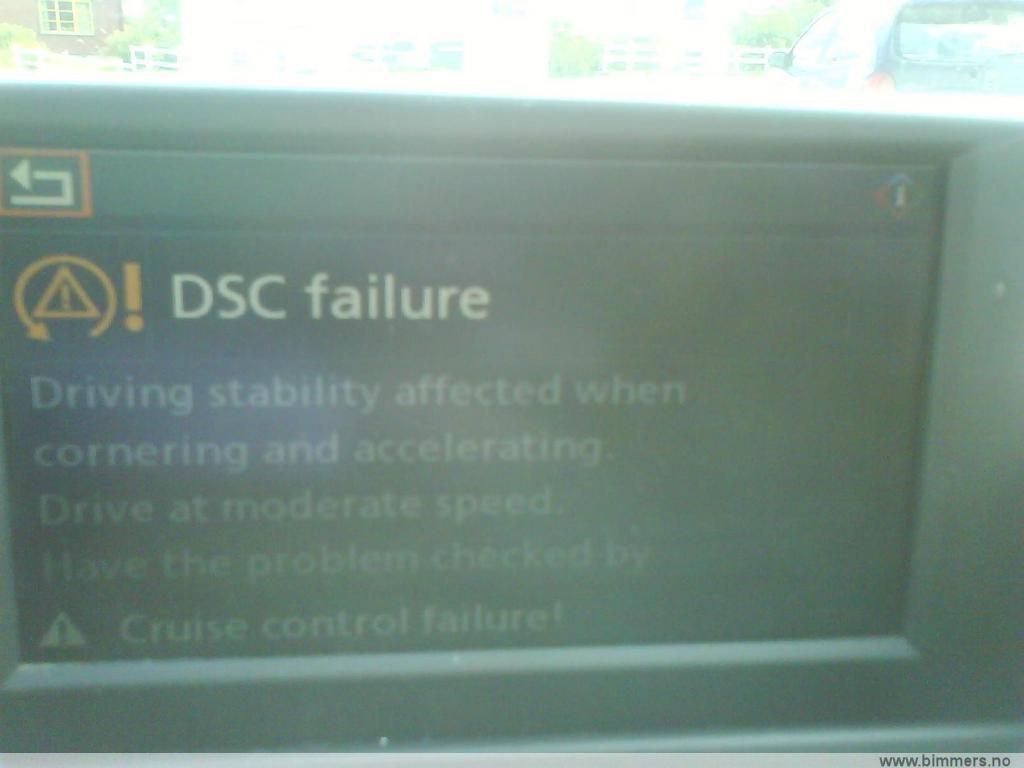 DSC failure
Driving stability affected when
cornering and accelerating.
Drive at moderate speed.
Have the problem checked by
Cruise control failure!
www.bimmers.no